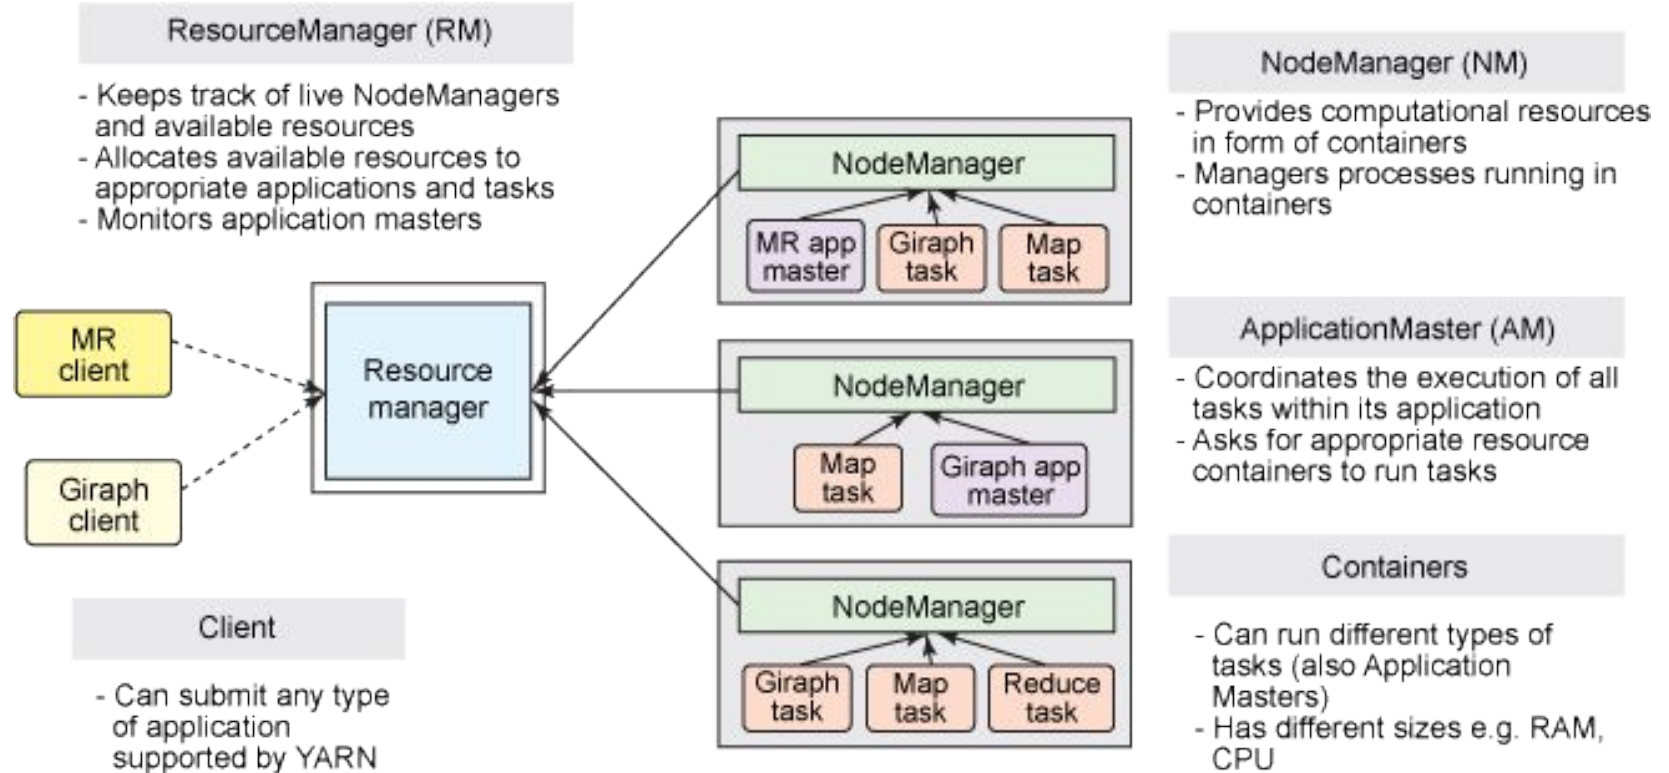 ResourceManager (RM)
- Keeps track of live NodeManagers
and available resources
- Allocates available resources to
appropriate applications and tasks
- Monitors application masters
MR
client
Giraph
client
Resource
manager
Client
- Can submit any type
of application
supported by YARN
NodeManager
MR app
master
Giraph
task
Map
task
NodeManager
Map
task
Giraph app
master
NodeManager
Giraph
task
Map
task
Reduce
task
NodeManager (NM)
- Provides computational resources
in form of containers
- Managers processes running in
containers
ApplicationMaster (AM)
- Coordinates the execution of all
tasks within its application
- Asks for appropriate resource
containers to run tasks
Containers
- Can run different types of
tasks (also Application
Masters)
- Has different sizes e.g. RAM,
CPU